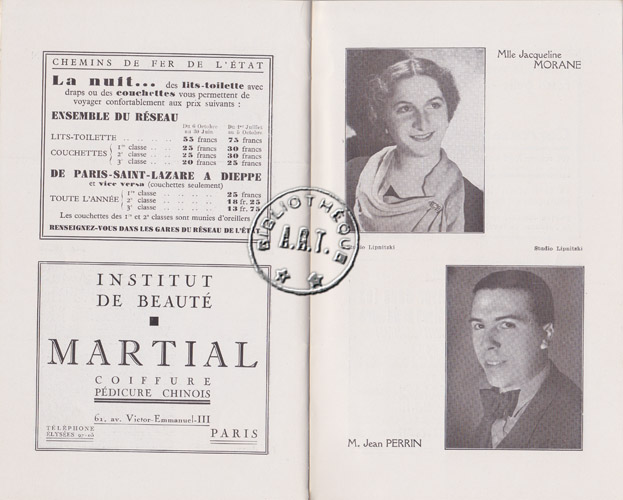 CHEMINS DE FER DE L'ÉTAT
La nuit... des lits-toilette avec
draps ou des couchettes vous permettent de
voyager confortablement aux prix suivants :
ENSEMBLE DU RÉSEAU
Du 6 Octobre au 30 Juin
Du 1er Juillet au 5 Octobre
LITS-TOILETTE .. .. .. 55 francs 75 francs
COUCHETTES { 1re classe .. .. 25 francs 30 francs
2e classe .. .. 25 francs 30 francs
3e classe .. .. 20 francs 25 francs
DE PARIS-SAINT-LAZARE A DIEPPE
et vice versa (couchettes seulement)
TOUTE L'ANNÉE { 1re classe .. .. .. .. 25 francs
2e classe .. .. .. .. 18 fr. 25
3e classe .. .. .. .. 13 fr. 75
Les couchettes des 1re et 2e classes sont munies d'oreillers
RENSEIGNEZ-VOUS DANS LES GARES DU RÉSEAU DE L'ÉTAT
INSTITUT
DE BEAUTÉ
MARTIAL
COIFFURE
PÉDICURE CHINOIS
62, av. Victor-Emmanuel-III
TÉLÉPHONE
PARIS
BIBLIOTHÈQUE
A.R.T.
Mlle Jacqueline
MORANE
Studio Lipnitzki
Studio Lipnitzki
M. Jean PERRIN